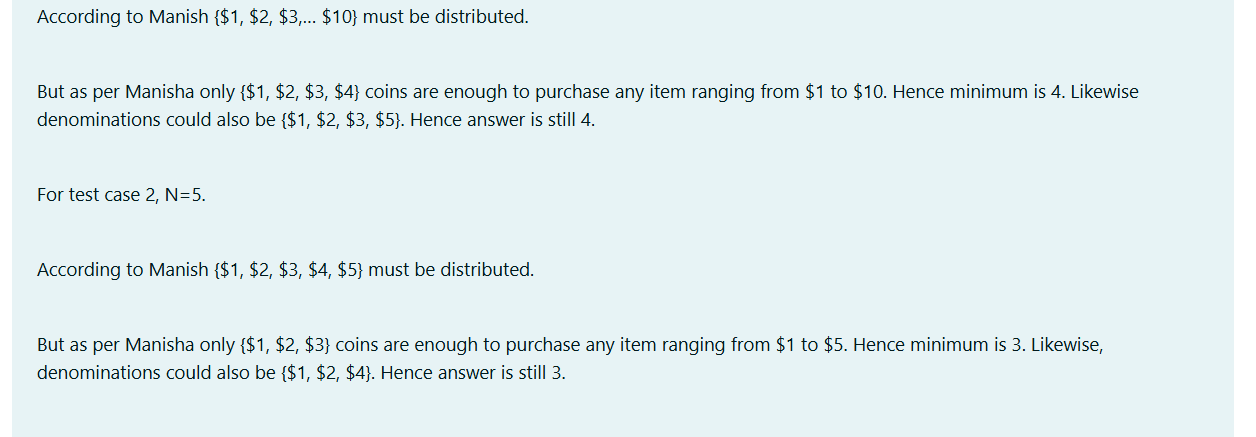 According to Manish {$1, $2, $3,... $10} must be distributed.
But as per Manisha only {$1, $2, $3, $4} coins are enough to purchase any item ranging from $1 to $10. Hence minimum is 4. Likewise
denominations could also be {$1, $2, $3, $5}. Hence answer is still 4.
For test case 2, N=5.
According to Manish {$1, $2, $3, $4, $5} must be distributed.
But as per Manisha only {$1, $2, $3} coins are enough to purchase any item ranging from $1 to $5. Hence minimum is 3. Likewise,
denominations could also be {$1, $2, $4}. Hence answer is still 3.